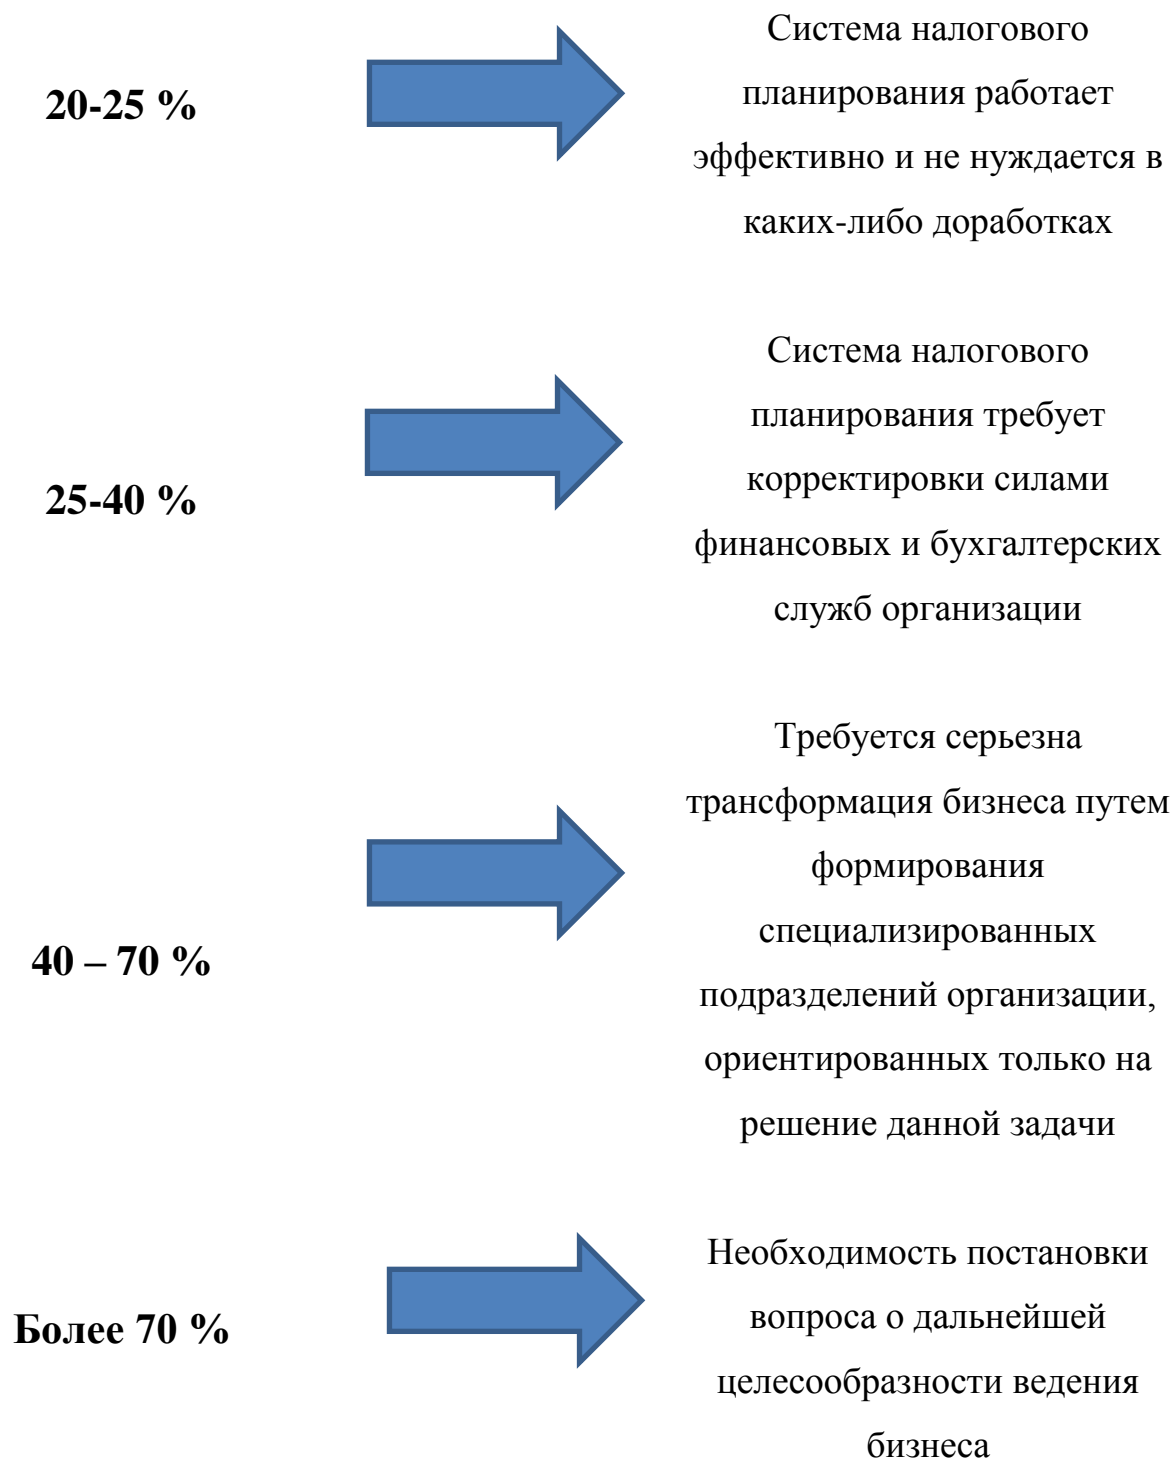 20-25 %
Система налогового
планирования работает
эффективно и не нуждается в
каких-либо доработках
25-40 %
Система налогового
планирования требует
корректировки силами
финансовых и бухгалтерских
служб организации
40 – 70 %
Требуется серьезна
трансформация бизнеса путем
формирования
специализированных
подразделений организации,
ориентированных только на
решение данной задачи
Более 70 %
Необходимость постановки
вопроса о дальнейшей
целесообразности ведения
бизнеса